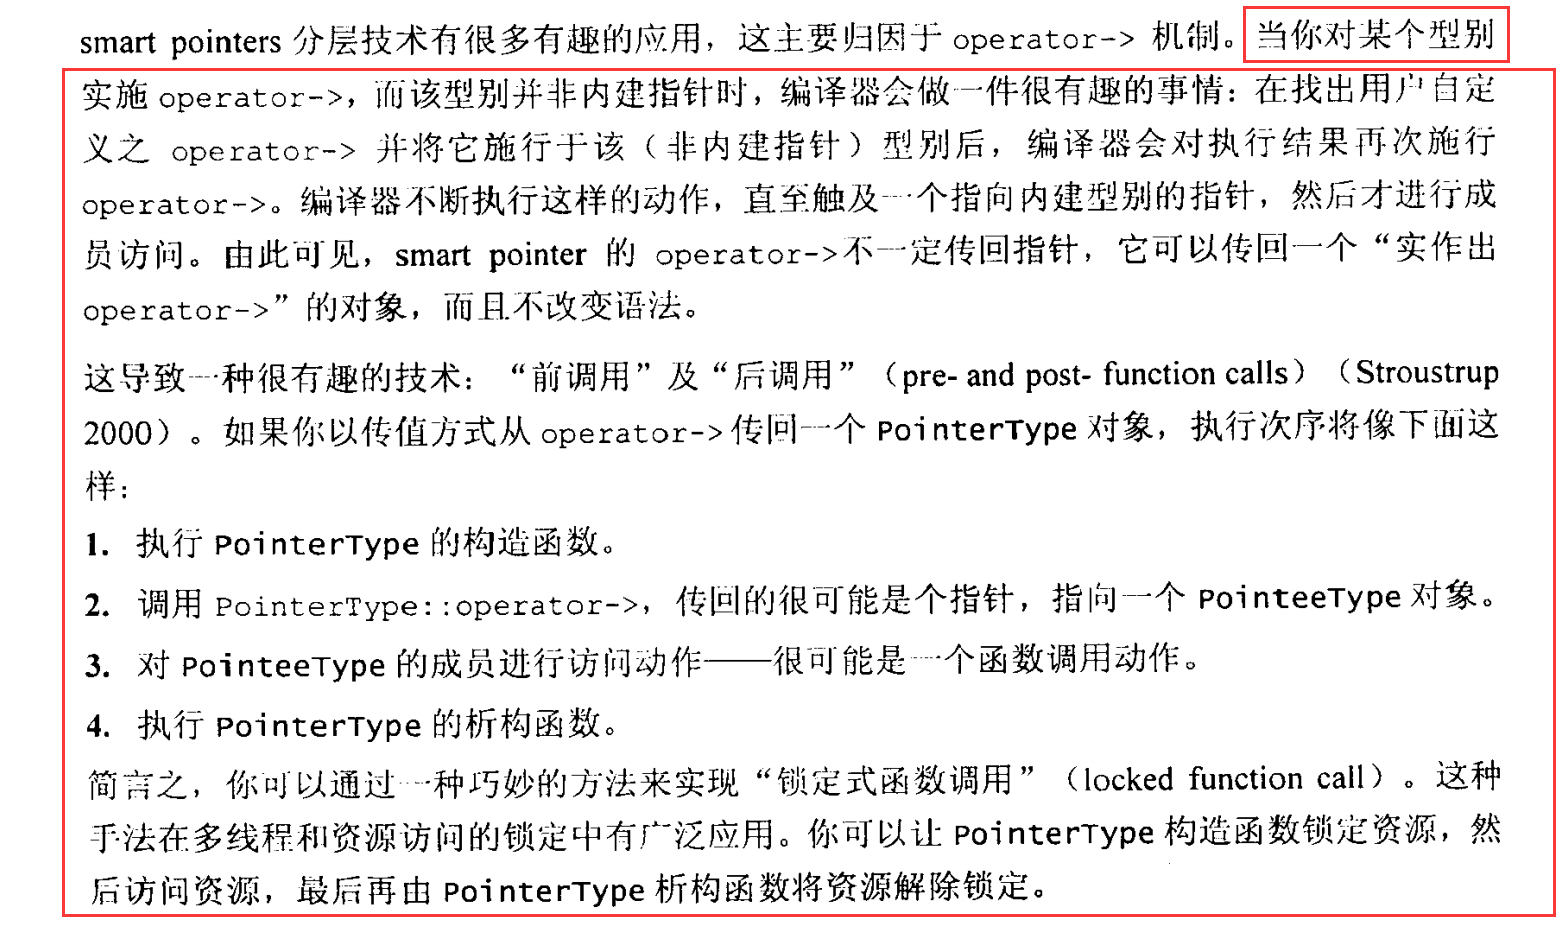 smart pointers 分层技术有很多有趣的应用，这主要归因于 operator-> 机制。当你对某个型别
实施 operator->，而该型别并非内建指针时，编译器会做一件很有趣的事情：在找出用户自定
义之 operator-> 并将它施行于该（非内建指针）型别后，编译器会对执行结果再次施行
operator->。编译器不断执行这样的动作，直至触及一个指向内建型别的指针，然后才进行成
员访问。由此可见，smart pointer 的 operator->不一定传回指针，它可以传回一个“实作出
operator->”的对象，而且不改变语法。
这导致一种很有趣的技术：“前调用”及“后调用”（pre- and post- function calls）（Stroustrup
2000）。如果你以传值方式从 operator->传回一个 PointerType 对象，执行次序将像下面这
样：
1. 执行 PointerType 的构造函数。
2. 调用 PointerType::operator->，传回的很可能是个指针，指向一个 PointeeType 对象。
3. 对 PointeeType 的成员进行访问动作——很可能是一个函数调用动作。
4. 执行 PointerType 的析构函数。
简言之，你可以通过一种巧妙的方法来实现“锁定式函数调用”（locked function call）。这种
手法在多线程和资源访问的锁定中有广泛应用。你可以让 PointerType 构造函数锁定资源，然
后访问资源，最后再由 PointerType 析构函数将资源解除锁定。